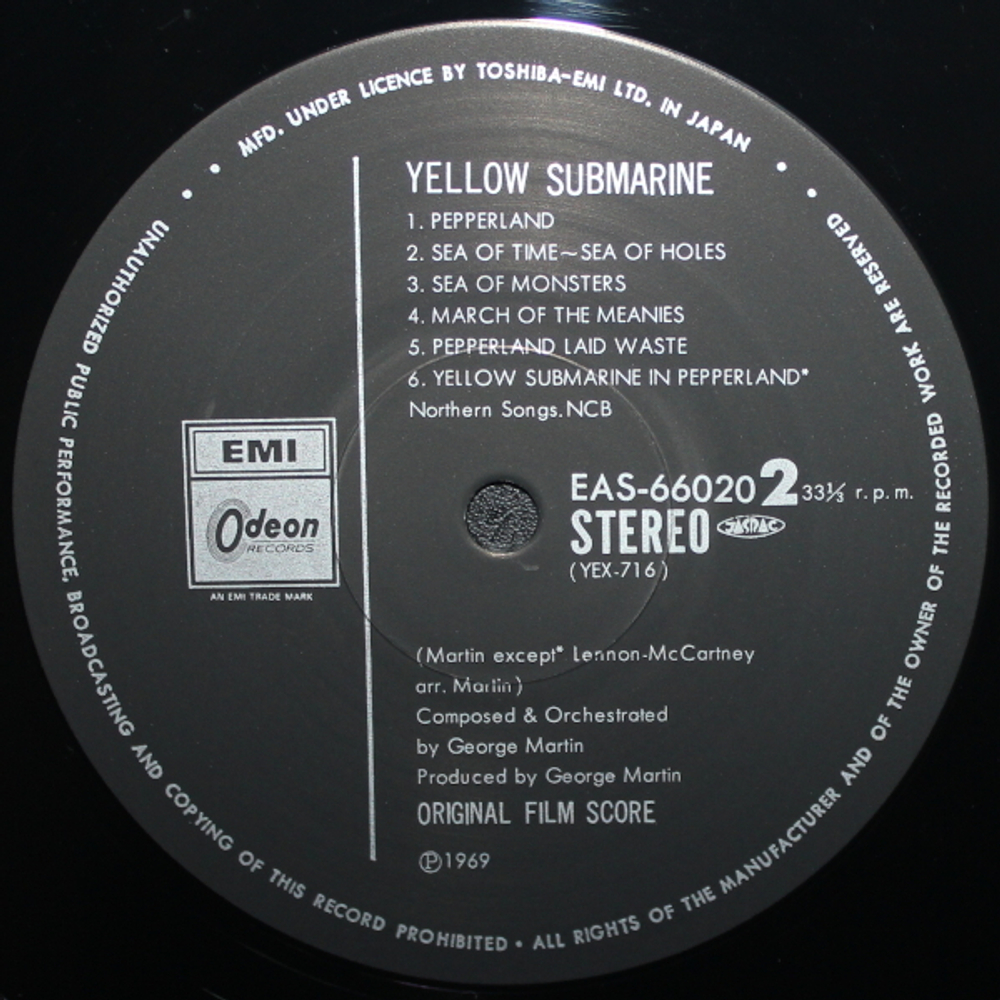 MFD. UNDER LICENCE BY TOSHIBA-EMI LTD. IN JAPAN
YELLOW SUBMARINE
1. PEPPERLAND
2. SEA OF TIME~SEA OF HOLES
3. SEA OF MONSTERS
4. MARCH OF THE MEANIES
5. PEPPERLAND LAID WASTE
6. YELLOW SUBMARINE IN PEPPERLAND*
Northern Songs. NCB
EMI
Odeon
RECORDS
AN EMI TRADE MARK
EAS-66020 2 33⅓ r.p.m.
STEREO JASRAC
(YEX-716)
(Martin except* Lennon-McCartney
arr. Martin)
Composed & Orchestrated
by George Martin
Produced by George Martin
ORIGINAL FILM SCORE
℗1969
UNAUTHORIZED PUBLIC PERFORMANCE, BROADCASTING AND COPYING OF THIS RECORD PROHIBITED • ALL RIGHTS OF THE MANUFACTURER AND OF THE OWNER OF THE RECORDED WORK ARE RESERVED